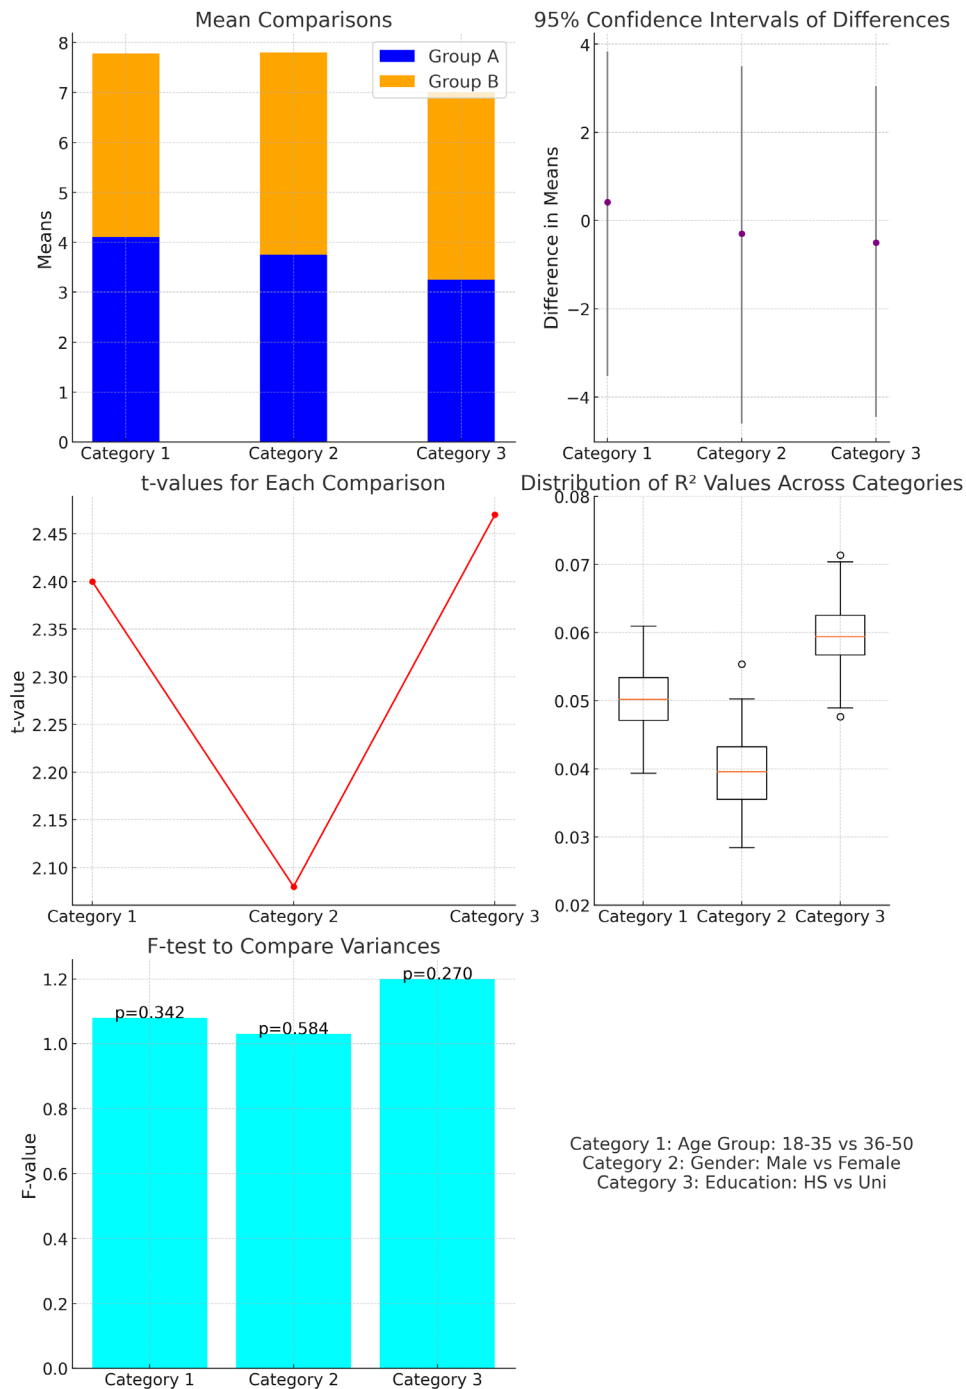 Mean Comparisons
8
7
6
5
4
3
2
1
0
Means
Group A
Group B
Category 1
Category 2
Category 3
95% Confidence Intervals of Differences
4
2
0
−2
−4
Difference in Means
Category 1
Category 2
Category 3
t-values for Each Comparison
2.45
2.40
2.35
2.30
2.25
2.20
2.15
2.10
t-value
Category 1
Category 2
Category 3
Distribution of R² Values Across Categories
0.08
0.07
0.06
0.05
0.04
0.03
0.02
Category 1
Category 2
Category 3
F-test to Compare Variances
1.2
1.0
0.8
0.6
0.4
0.2
0.0
F-value
p=0.342
p=0.584
p=0.270
Category 1
Category 2
Category 3
Category 1: Age Group: 18-35 vs 36-50
Category 2: Gender: Male vs Female
Category 3: Education: HS vs Uni